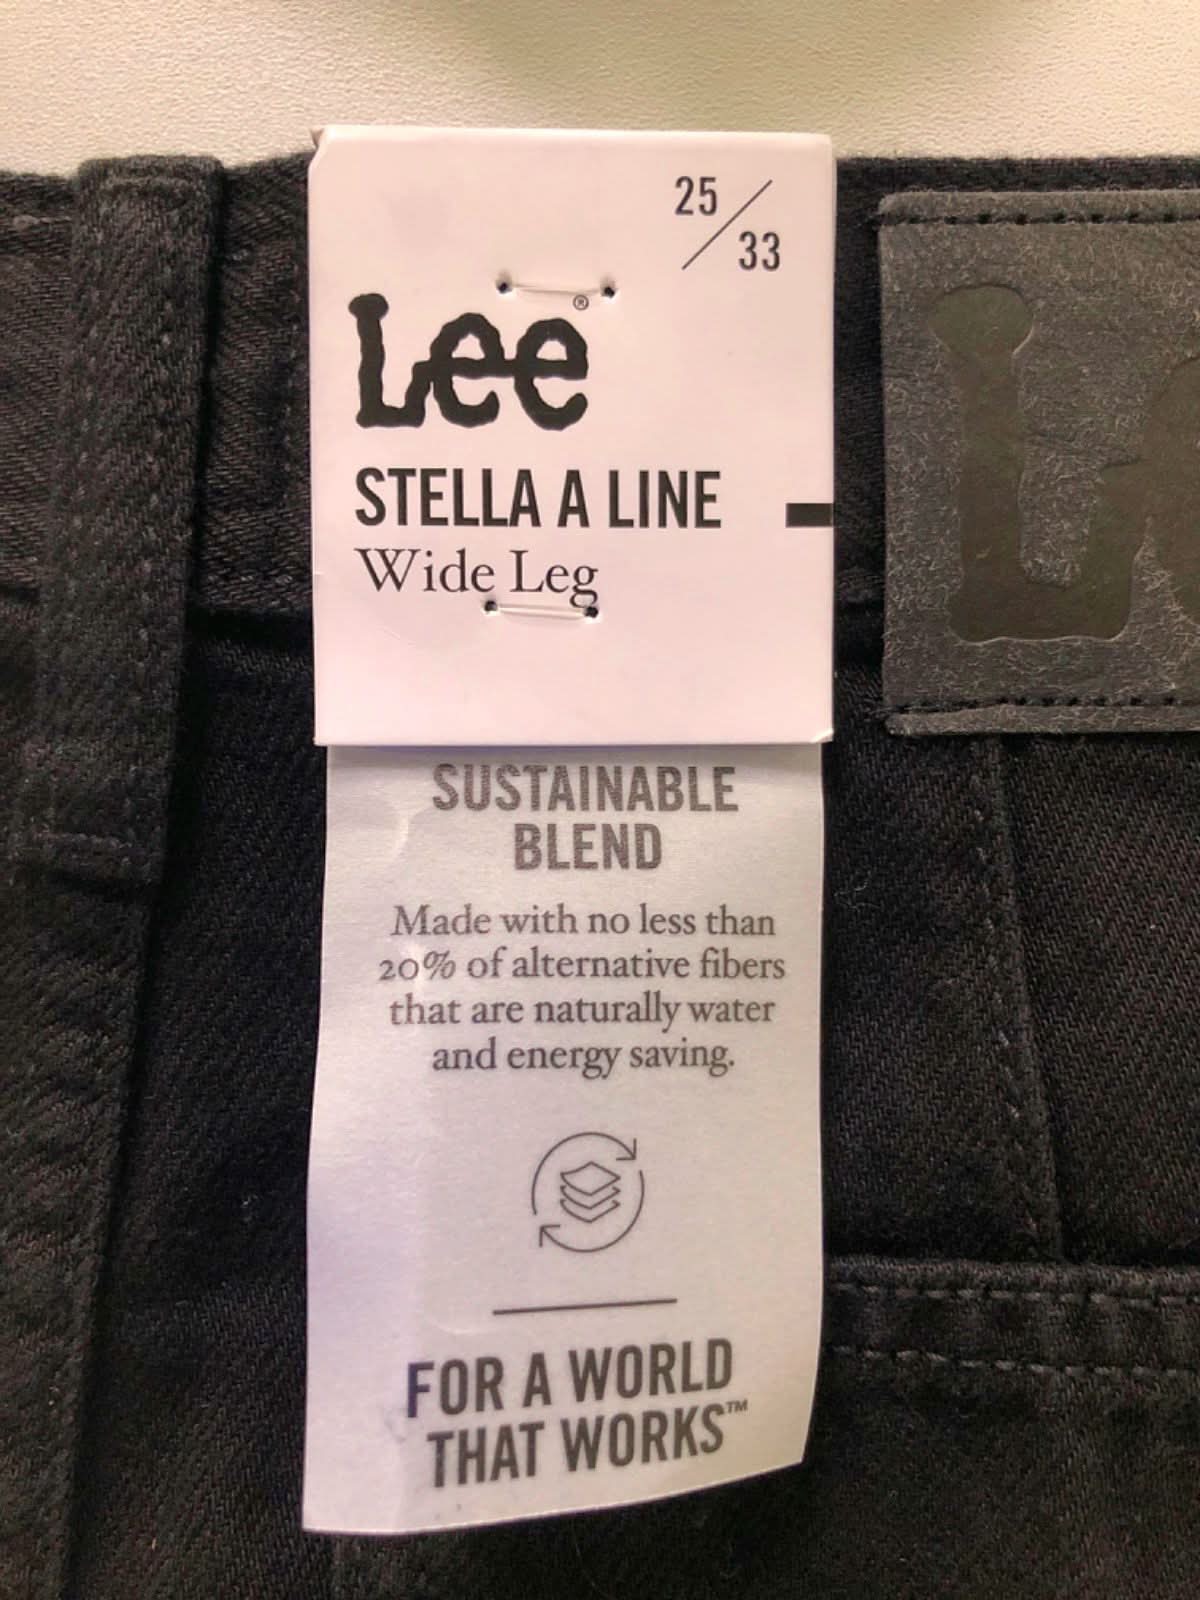 25
33
Lee®
STELLA A LINE
Wide Leg
SUSTAINABLE
BLEND
Made with no less than
20% of alternative fibers
that are naturally water
and energy saving.
FOR A WORLD
THAT WORKS™